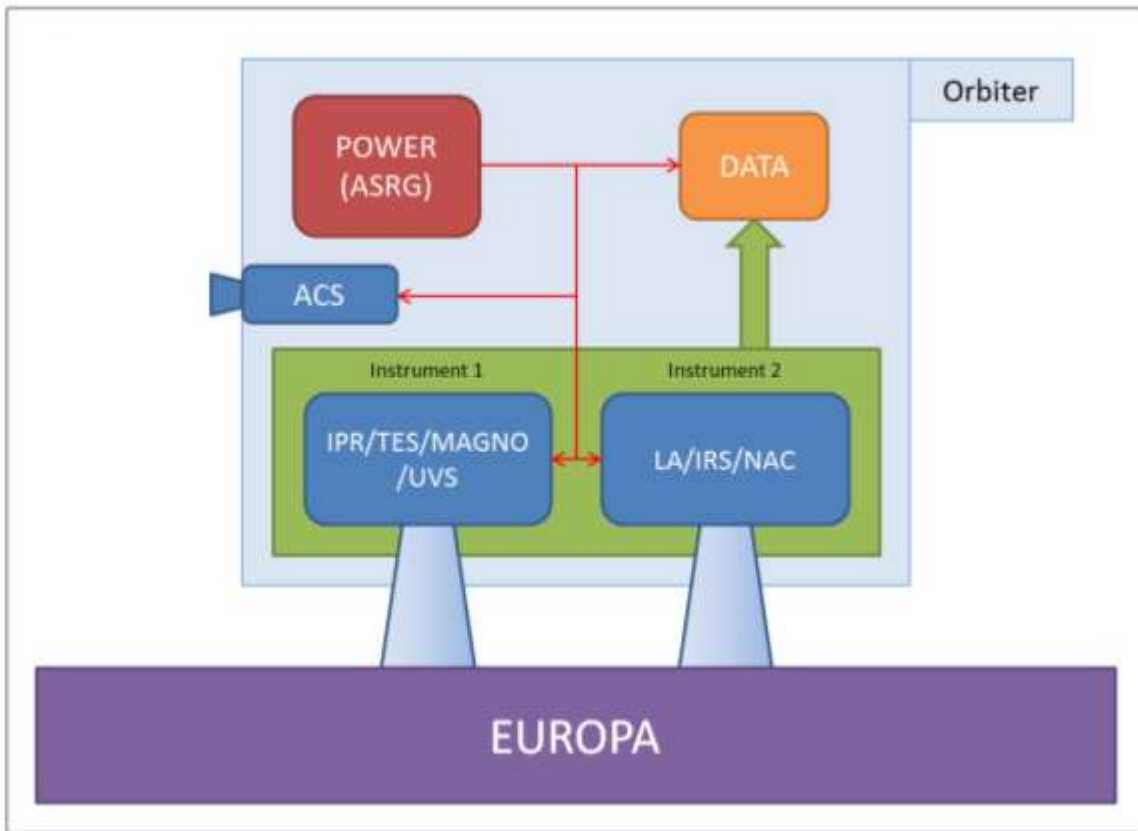 Orbiter
POWER
(ASRG)
DATA
ACS
Instrument 1
Instrument 2
IPR/TES/MAGNO
/UVS
LA/IRS/NAC
EUROPA